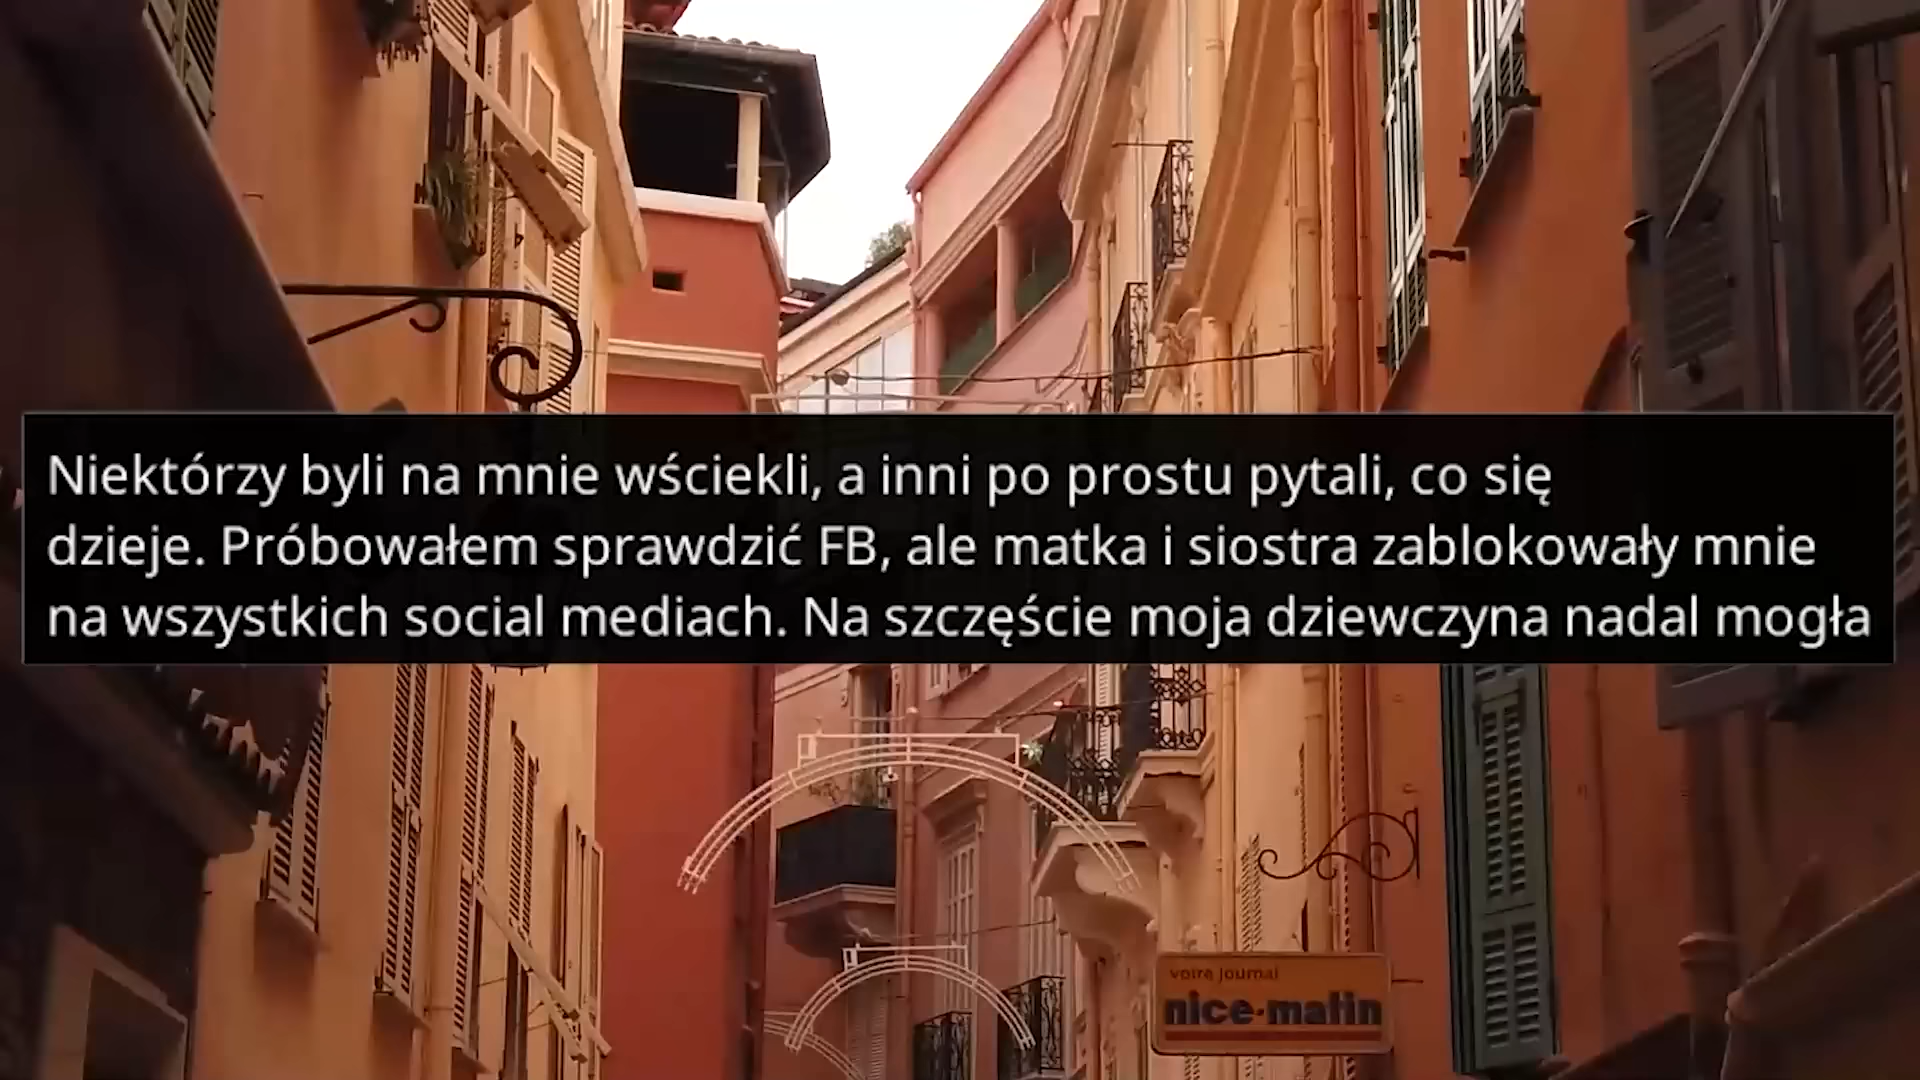 Niektórzy byli na mnie wściekli, a inni po prostu pytali, co się
dzieje. Próbowałem sprawdzić FB, ale matka i siostra zablokowały mnie
na wszystkich social mediach. Na szczęście moja dziewczyna nadal mogła
votre journal
nice-matin